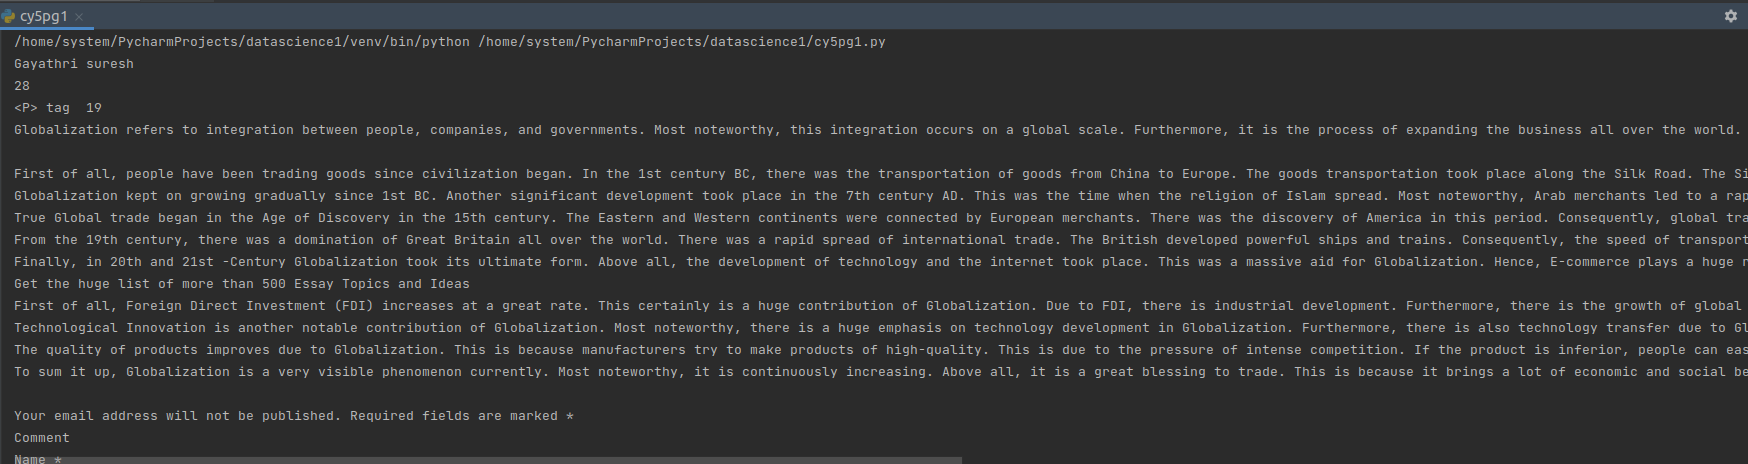 cy5pg1
/home/system/PycharmProjects/datascience1/venv/bin/python /home/system/PycharmProjects/datascience1/cy5pg1.py
Gayathri suresh
28
<P> tag  19
Globalization refers to integration between people, companies, and governments. Most noteworthy, this integration occurs on a global scale. Furthermore, it is the process of expanding the business all over the world.
First of all, people have been trading goods since civilization began. In the 1st century BC, there was the transportation of goods from China to Europe. The goods transportation took place along the Silk Road. The Si
Globalization kept on growing gradually since 1st BC. Another significant development took place in the 7th century AD. This was the time when the religion of Islam spread. Most noteworthy, Arab merchants led to a rap
True Global trade began in the Age of Discovery in the 15th century. The Eastern and Western continents were connected by European merchants. There was the discovery of America in this period. Consequently, global tra
From the 19th century, there was a domination of Great Britain all over the world. There was a rapid spread of international trade. The British developed powerful ships and trains. Consequently, the speed of transport
Finally, in 20th and 21st -Century Globalization took its ultimate form. Above all, the development of technology and the internet took place. This was a massive aid for Globalization. Hence, E-commerce plays a huge
Get the huge list of more than 500 Essay Topics and Ideas
First of all, Foreign Direct Investment (FDI) increases at a great rate. This certainly is a huge contribution of Globalization. Due to FDI, there is industrial development. Furthermore, there is the growth of global
Technological Innovation is another notable contribution of Globalization. Most noteworthy, there is a huge emphasis on technology development in Globalization. Furthermore, there is also technology transfer due to Gl
The quality of products improves due to Globalization. This is because manufacturers try to make products of high-quality. This is due to the pressure of intense competition. If the product is inferior, people can eas
To sum it up, Globalization is a very visible phenomenon currently. Most noteworthy, it is continuously increasing. Above all, it is a great blessing to trade. This is because it brings a lot of economic and social be
Your email address will not be published. Required fields are marked *
Comment
Name *